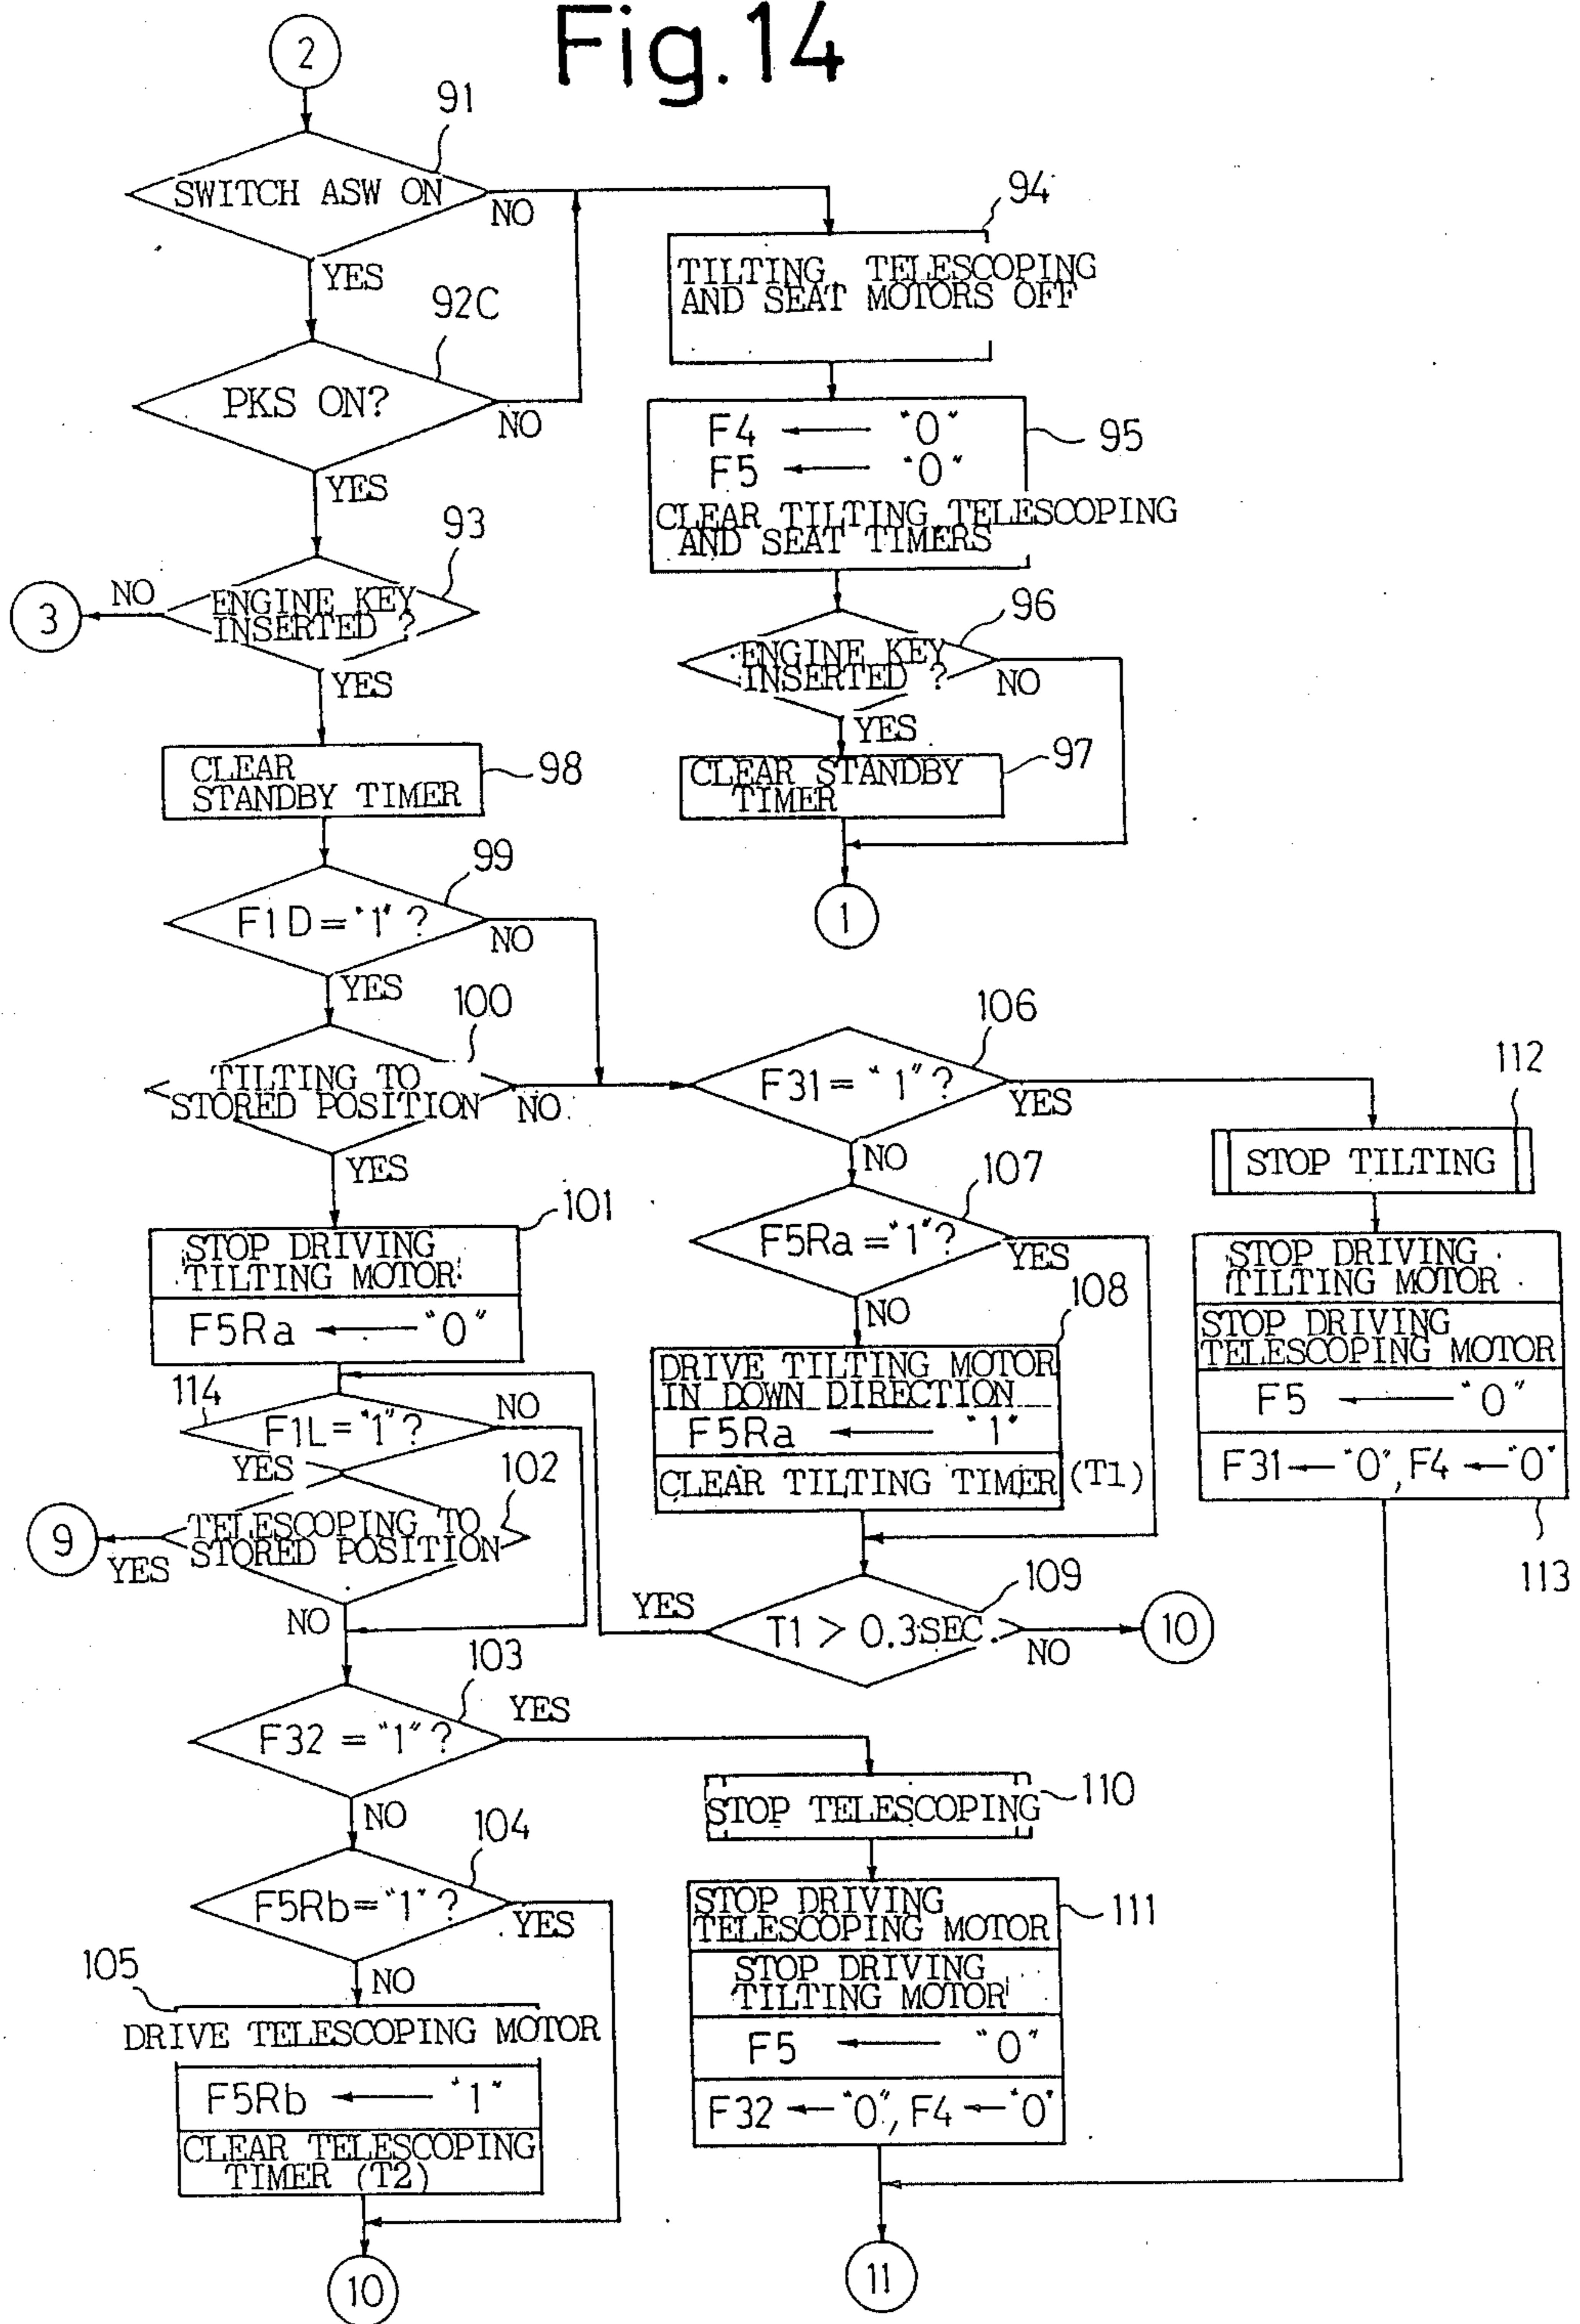 Fig.14
2
91
SWITCH ASW ON
NO
YES
92C
PKS ON?
NO
YES
93
ENGINE KEY
INSERTED ?
NO
3
YES
94
TILTING, TELESCOPING
AND SEAT MOTORS OFF
F4 ← "0"
F5 ← "0"
95
CLEAR TILTING, TELESCOPING
AND SEAT TIMERS
96
ENGINE KEY
INSERTED ?
NO
YES
CLEAR STANDBY
TIMER
97
1
CLEAR
STANDBY TIMER
98
99
F1D = "1" ?
NO
YES
100
TILTING TO
STORED POSITION
NO
YES
101
STOP DRIVING
TILTING MOTOR
F5Ra ← "0"
114
F1L = "1" ?
NO
YES
102
TELESCOPING TO
STORED POSITION
YES
9
NO
103
F32 = "1" ?
YES
NO
104
F5Rb = "1" ?
YES
NO
105
DRIVE TELESCOPING MOTOR
F5Rb ← "1"
CLEAR TELESCOPING
TIMER (T2)
10
106
F31 = "1" ?
YES
NO
107
F5Ra = "1" ?
YES
NO
108
DRIVE TILTING MOTOR
IN DOWN DIRECTION
F5Ra ← "1"
CLEAR TILTING TIMER (T1)
109
T1 > 0.3 SEC.
YES
NO
10
STOP TELESCOPING
110
STOP DRIVING
TELESCOPING MOTOR
111
STOP DRIVING
TILTING MOTOR
F5 ← "0"
F32 ← "0", F4 ← "0"
11
112
STOP TILTING
STOP DRIVING
TILTING MOTOR
STOP DRIVING
TELESCOPING MOTOR
F5 ← "0"
F31 ← "0", F4 ← "0"
113